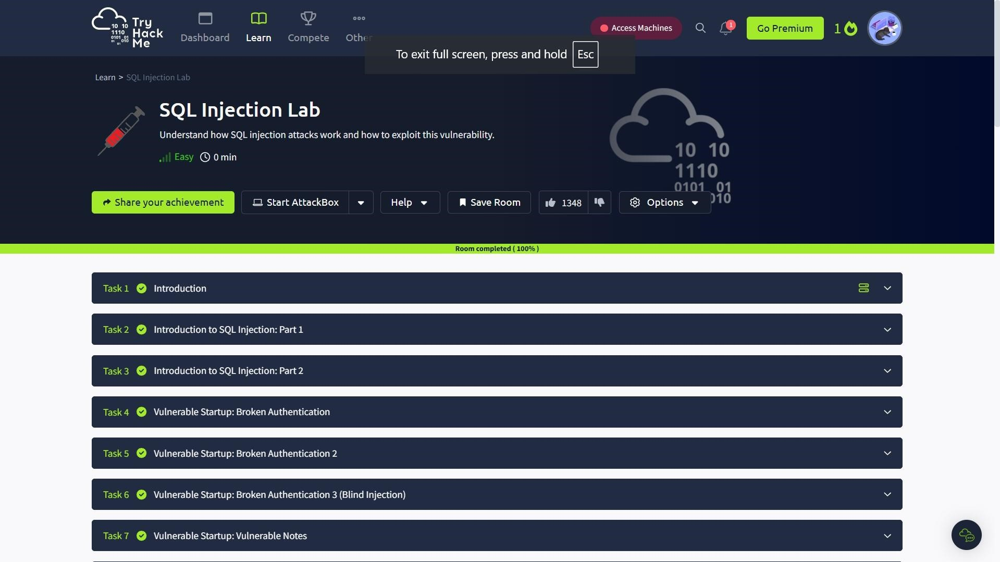 Try
Hack
Me
10 10
1110
0101 01
01 010
01
Dashboard
Learn
Compete
Other
Access Machines
1
Go Premium
1
To exit full screen, press and hold Esc
Learn > SQL Injection Lab
SQL Injection Lab
Understand how SQL injection attacks work and how to exploit this vulnerability.
Easy 0 min
10 10
1110
0101 01
010
Share your achievement
Start AttackBox
Help
Save Room
1348
Options
Room completed ( 100% )
Task 1 Introduction
Task 2 Introduction to SQL Injection: Part 1
Task 3 Introduction to SQL Injection: Part 2
Task 4 Vulnerable Startup: Broken Authentication
Task 5 Vulnerable Startup: Broken Authentication 2
Task 6 Vulnerable Startup: Broken Authentication 3 (Blind Injection)
Task 7 Vulnerable Startup: Vulnerable Notes